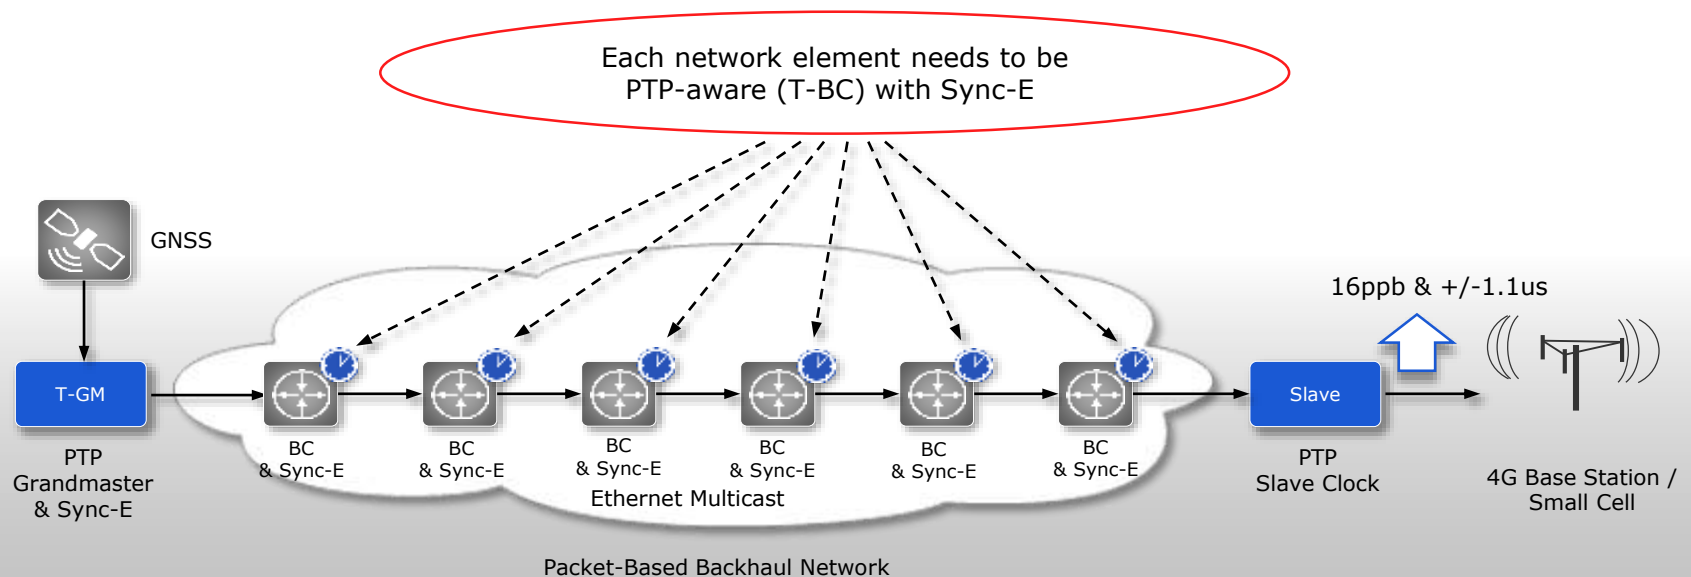 Each network element needs to be
PTP-aware (T-BC) with Sync-E
GNSS
16ppb & +/-1.1us
T-GM
Slave
BC
& Sync-E
BC
& Sync-E
BC
& Sync-E
BC
& Sync-E
BC
& Sync-E
BC
& Sync-E
PTP
Grandmaster
& Sync-E
Ethernet Multicast
PTP
Slave Clock
4G Base Station /
Small Cell
Packet-Based Backhaul Network